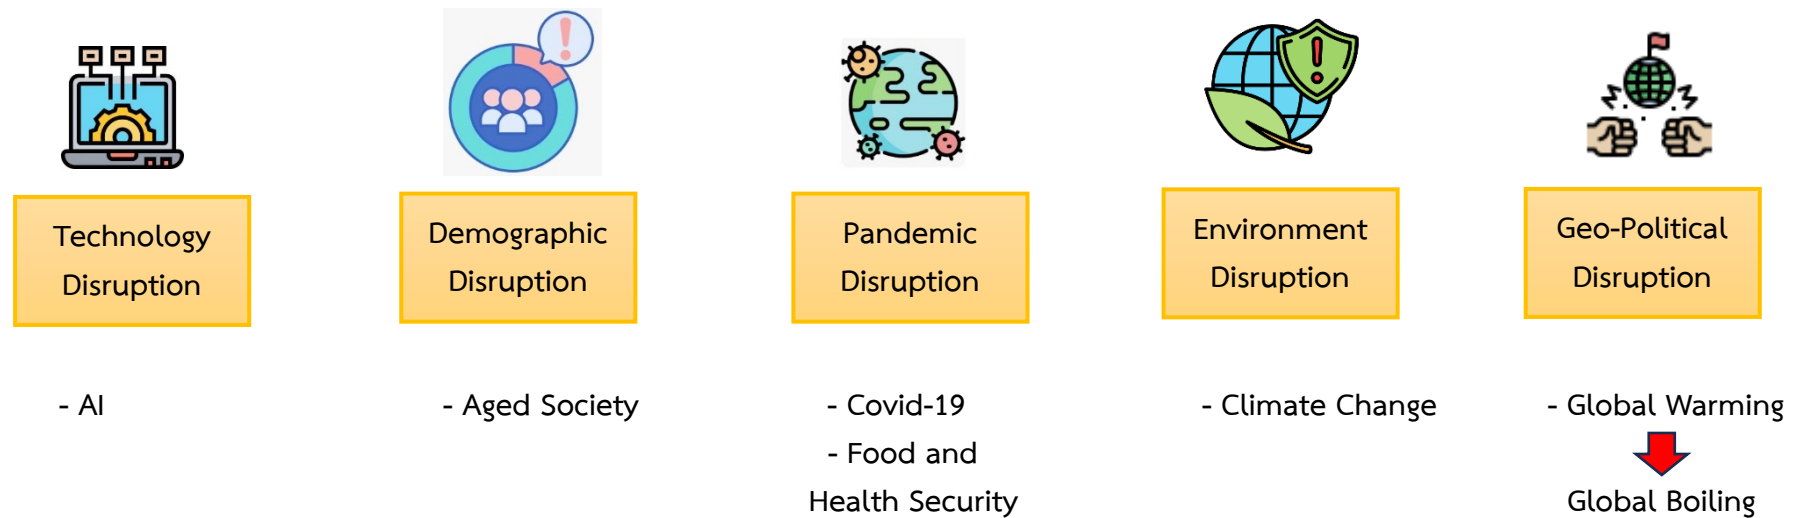 Technology
Disruption
- AI
Demographic
Disruption
- Aged Society
Pandemic
Disruption
- Covid-19
- Food and
Health Security
Environment
Disruption
- Climate Change
Geo-Political
Disruption
- Global Warming
Global Boiling